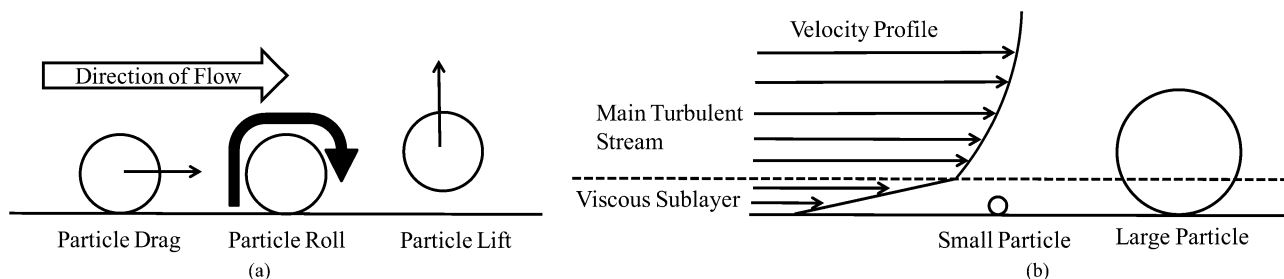 Direction of Flow
Particle Drag
Particle Roll
Particle Lift
(a)
Velocity Profile
Main Turbulent
Stream
Viscous Sublayer
Small Particle
Large Particle
(b)